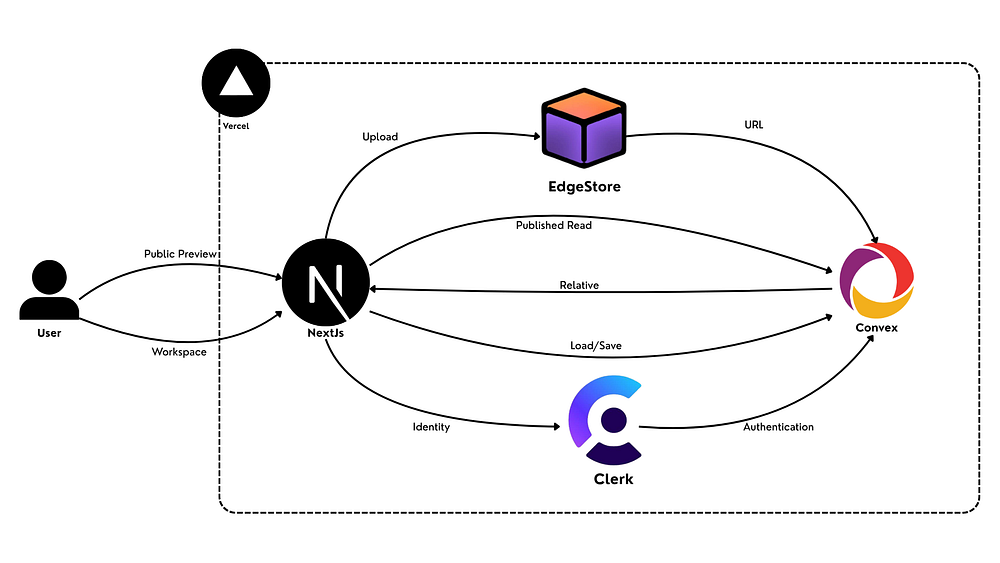 Vercel
Upload
URL
EdgeStore
Published Read
Public Preview
Relative
User
NextJs
Convex
Workspace
Load/Save
Identity
Authentication
Clerk